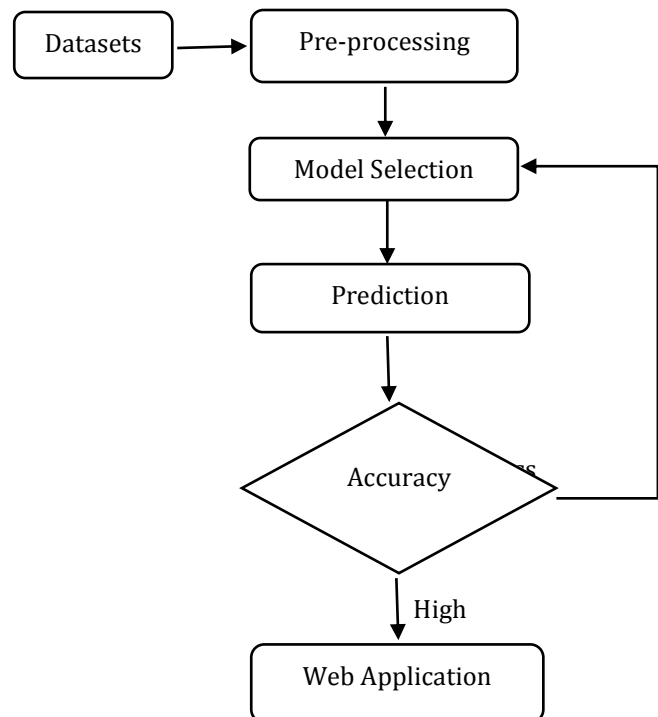 Datasets
Pre-processing
Model Selection
Prediction
Accuracy
High
Web Application